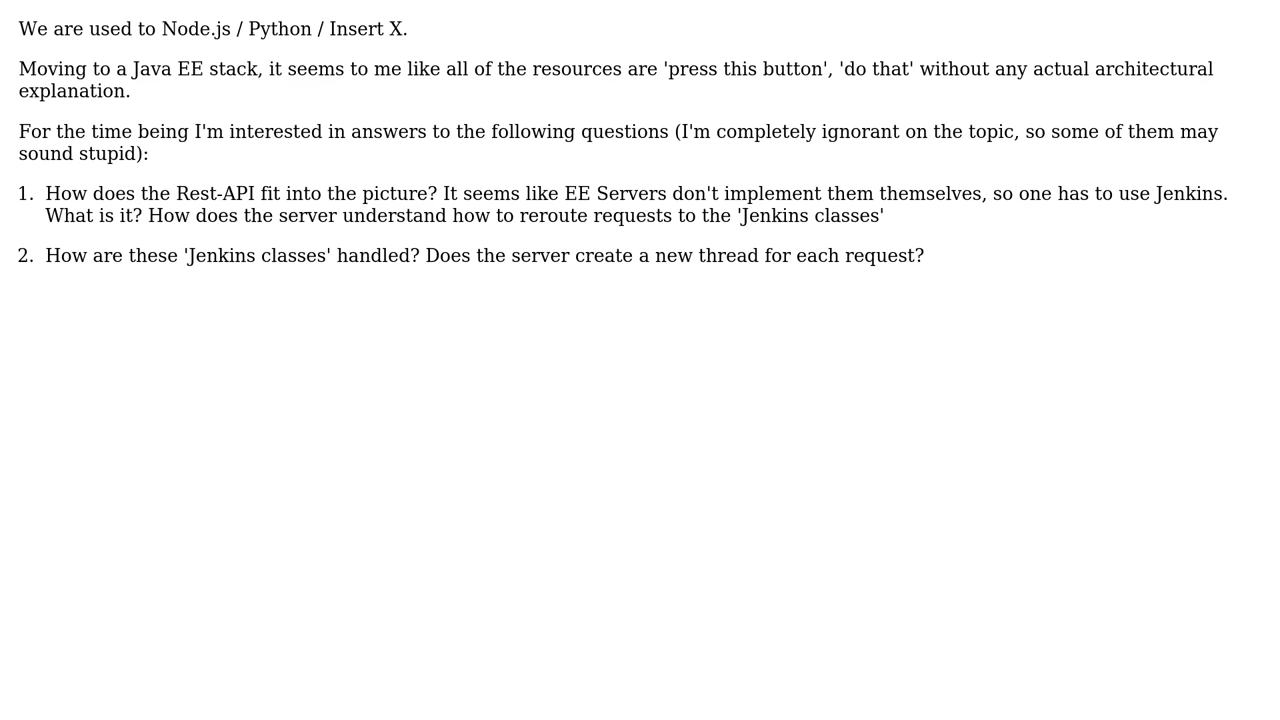 We are used to Node.js / Python / Insert X.
Moving to a Java EE stack, it seems to me like all of the resources are 'press this button', 'do that' without any actual architectural
explanation.
For the time being I'm interested in answers to the following questions (I'm completely ignorant on the topic, so some of them may
sound stupid):
1. How does the Rest-API fit into the picture? It seems like EE Servers don't implement them themselves, so one has to use Jenkins.
What is it? How does the server understand how to reroute requests to the 'Jenkins classes'
2. How are these 'Jenkins classes' handled? Does the server create a new thread for each request?